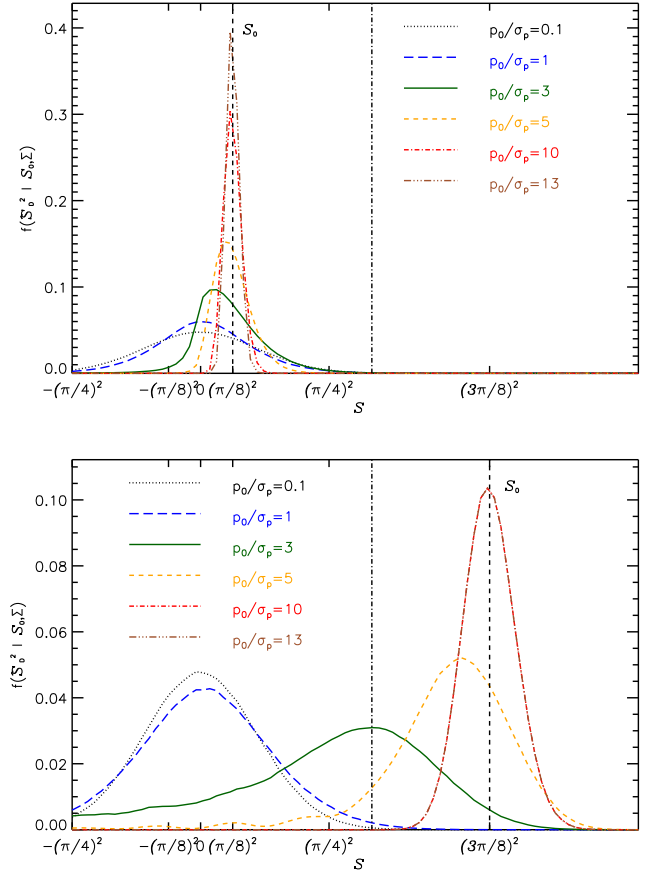 0.4
0.3
0.2
0.1
0.0
f(S₀² | S₀,Σ)
S₀
p₀/σₚ=0.1
p₀/σₚ=1
p₀/σₚ=3
p₀/σₚ=5
p₀/σₚ=10
p₀/σₚ=13
−(π/4)² −(π/8)² 0 (π/8)² (π/4)² (3π/8)²
S
0.10
0.08
0.06
0.04
0.02
0.00
f(S₀² | S₀,Σ)
p₀/σₚ=0.1
p₀/σₚ=1
p₀/σₚ=3
p₀/σₚ=5
p₀/σₚ=10
p₀/σₚ=13
S₀
−(π/4)² −(π/8)² 0 (π/8)² (π/4)² (3π/8)²
S